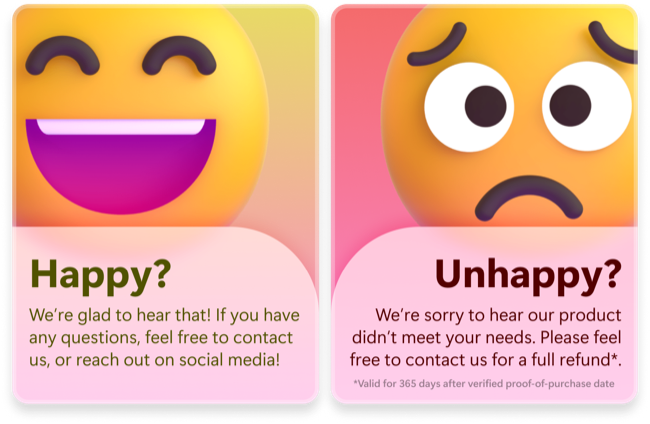 Happy?
We're glad to hear that! If you have
any questions, feel free to contact
us, or reach out on social media!
Unhappy?
We're sorry to hear our product
didn't meet your needs. Please feel
free to contact us for a full refund*.
*Valid for 365 days after verified proof-of-purchase date